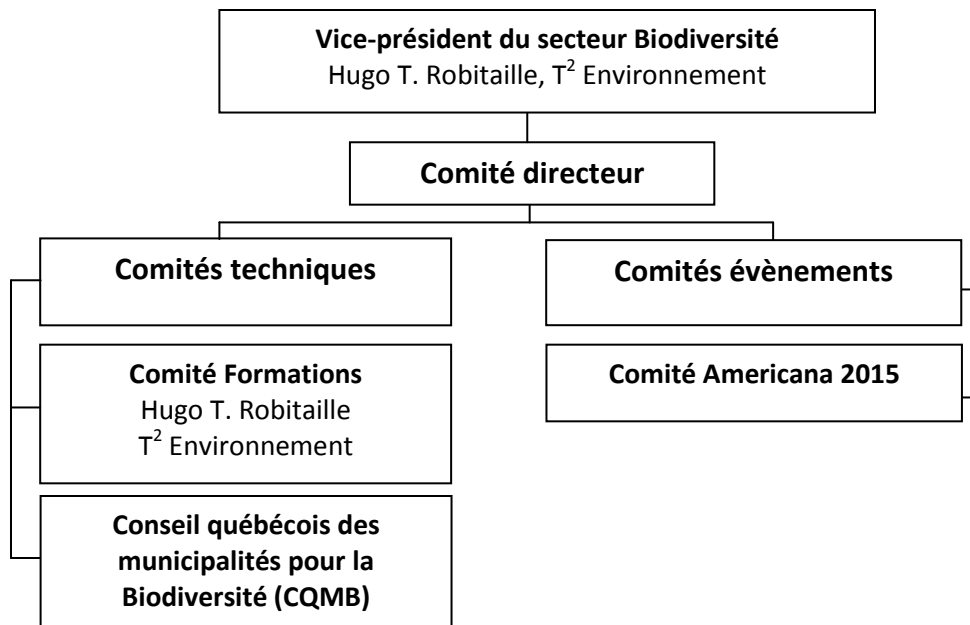 Vice-président du secteur Biodiversité
Hugo T. Robitaille, T² Environnement
Comité directeur
Comités techniques
Comités évènements
Comité Formations
Hugo T. Robitaille
T² Environnement
Comité Americana 2015
Conseil québécois des
municipalités pour la
Biodiversité (CQMB)